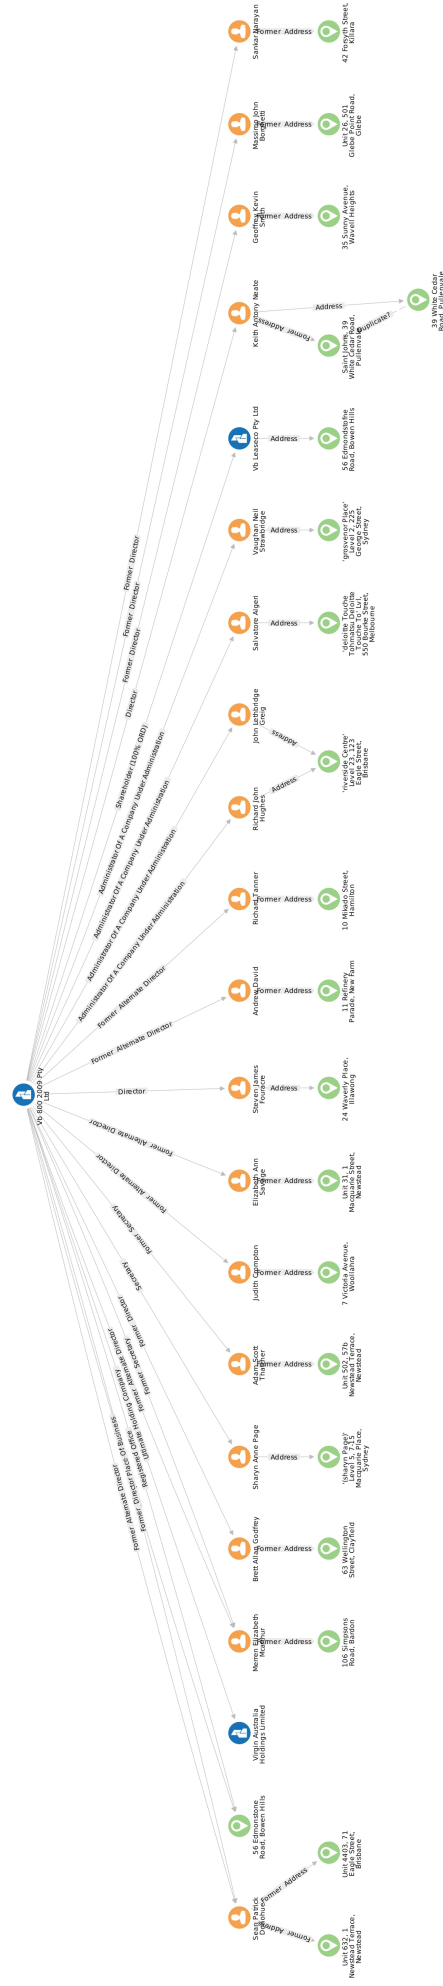 Sankar Narayan
Former Address
42 Forsyth Street,
Killara
Massimo John
Former Address
Unit 26, 501
Glebe Point Road,
Glebe
Geoffrey Kevin
Smith
Former Address
35 Sunny Avenue,
Wavell Heights
Keith Antony Neate
Address
39 White Cedar
Road, Pullenvale
Former Address
Saint Johns, 39
White Cedar Road,
Pullenvale
Duplicate?
Vb Leaseco Pty Ltd
Address
56 Edmondstone
Road, Bowen Hills
Vaughan Neil
Strawbridge
Address
'grosvenor Place'
Level 2, 225
George Street,
Sydney
Salvatore Algeri
Address
'deloitte Touche
Tohmatsu Deloitte
Touche To' Lvl,
550 Bourke Street,
Melbourne
John Lethbridge
Greig
Address
Richard John
Hughes
Address
'riverside Centre'
Level 23, 123
Eagle Street,
Brisbane
Richard Tanner
Former Address
10 Mikado Street,
Hamilton
Andrew David
Former Address
11 Refinery
Parade, New Farm
Steven James
Fouracre
Address
24 Waverly Place,
Illawong
Elizabeth Ann
Savage
Former Address
Unit 31, 1
Macquarie Street,
Newstead
Judith Crompton
Former Address
7 Victoria Avenue,
Woollahra
Adam Scott
Thatcher
Former Address
Unit 502, 57b
Newstead Terrace,
Newstead
Sharyn Anne Page
Address
'(sharyn Page)'
Level 5, 7-15
Macquarie Place,
Sydney
Brett Allan Godfrey
Former Address
63 Wellington
Street, Clayfield
Merren Elizabeth
Mcarthur
Former Address
106 Simpsons
Road, Bardon
Virgin Australia
Holdings Limited
56 Edmonstone
Road, Bowen Hills
Sean Patrick
Donohue
Former Address
Unit 4403, 71
Eagle Street,
Brisbane
Former Address
Unit 632, 1
Newstead Terrace,
Newstead
Vb 800 2009 Pty
Ltd
Former Director
Former Director
Former Director
Director
Shareholder (100% ORD)
Administrator Of A Company Under Administration
Administrator Of A Company Under Administration
Administrator Of A Company Under Administration
Administrator Of A Company Under Administration
Former Alternate Director
Former Alternate Director
Director
Former Alternate Director
Former Alternate Director
Former Secretary
Secretary
Former Director
Former Secretary
Former Alternate Director
Ultimate Holding Company
Registered Office
Place Of Business
Former Director
Former Alternate Director